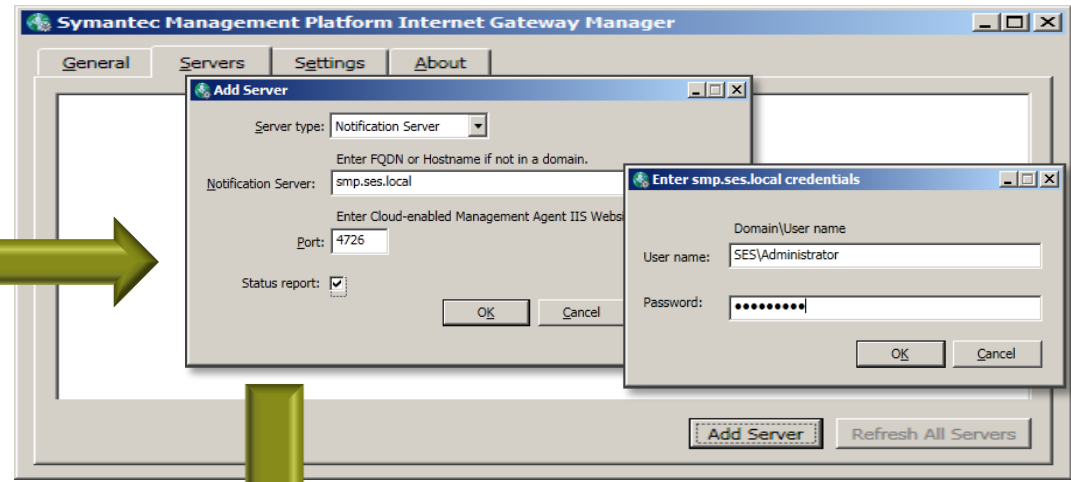 Symantec Management Platform Internet Gateway Manager
General Servers Settings About
Add Server
Server type: Notification Server
Enter FQDN or Hostname if not in a domain.
Notification Server: smp.ses.local
Enter Cloud-enabled Management Agent IIS
Port: 4726
Status report:
OK Cancel
Enter smp.ses.local credentials
Domain\User name
User name: SES\Administrator
Password: ●●●●●●●●●
OK Cancel
Add Server Refresh All Servers